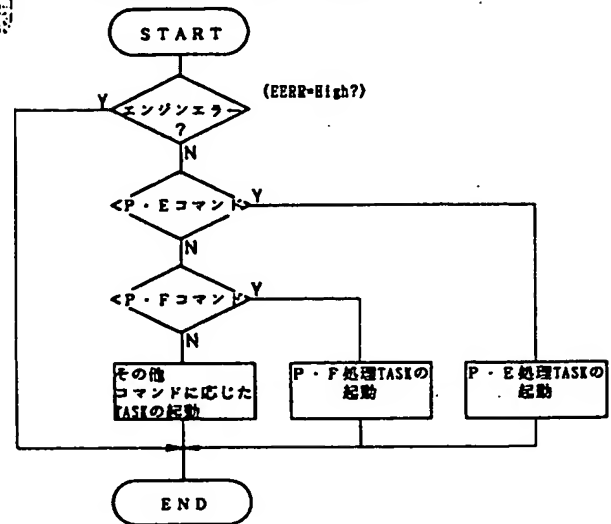 START
(EERR=High?)
Y
エンジンエラー
?
N
<P・Eコマンド>
Y
N
<P・Fコマンド>
Y
N
その他
コマンドに応じた
TASKの起動
P・F処理TASKの
起動
P・E処理TASKの
起動
END